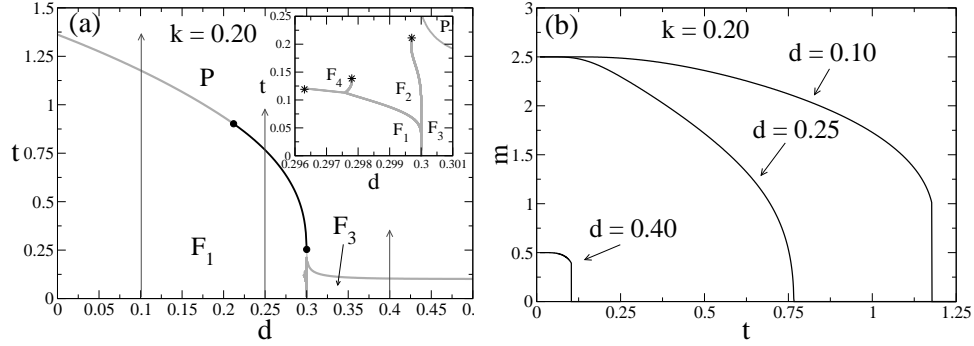 (a)
k = 0.20
P
t
F1
F3
t
1.5
1.25
1
0.75
0.5
0.25
0
0
0.05
0.1
0.15
0.2
0.25
0.3
0.35
0.4
0.45
0.5
d
d
0.25
0.2
0.15
0.1
0.05
0
0.296
0.297
0.298
0.299
0.3
0.301
P
F4
F2
F1
F3
d
(b)
k = 0.20
d = 0.10
d = 0.25
d = 0.40
m
3
2.5
2
1.5
1
0.5
0
0
0.25
0.5
0.75
1
1.25
t